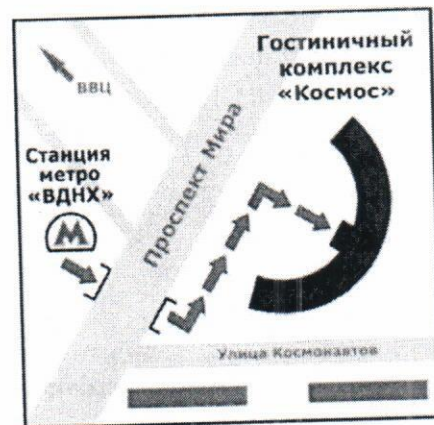 Гостиничный
комплекс
«Космос»
ВВЦ
Проспект Мира
Станция
метро
«ВДНХ»
М
Улица Космонавтов